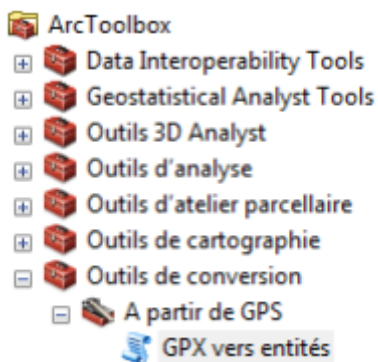 ArcToolbox
Data Interoperability Tools
Geostatistical Analyst Tools
Outils 3D Analyst
Outils d'analyse
Outils d'atelier parcellaire
Outils de cartographie
Outils de conversion
A partir de GPS
GPX vers entités